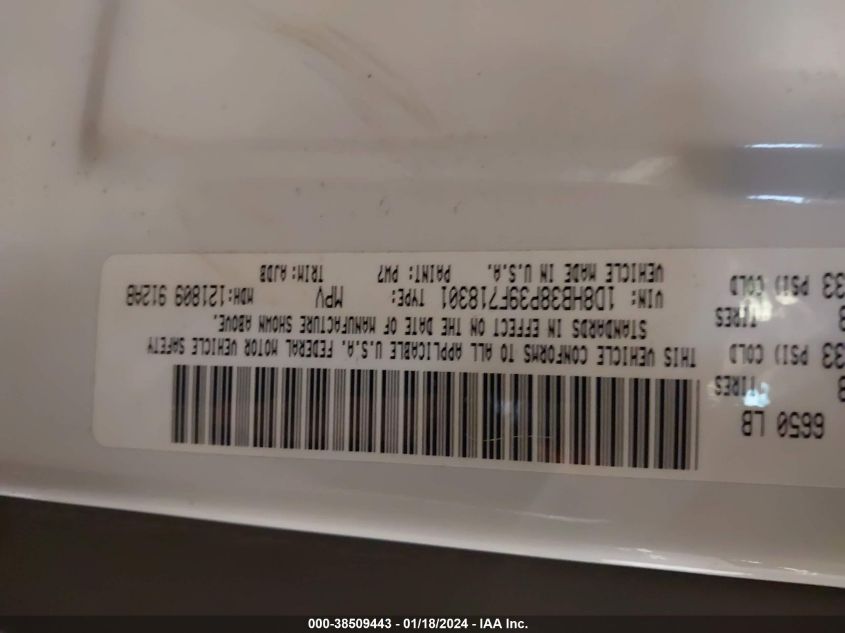 6650 LB
TIRES
33 PSI) COLD
TIRES
33 PSI) COLD
THIS VEHICLE CONFORMS TO ALL APPLICABLE U.S.A. FEDERAL MOTOR VEHICLE SAFETY
STANDARDS IN EFFECT ON THE DATE OF MANUFACTURE SHOWN ABOVE.
VIN: 1D8HB38P39F718301 TYPE: MPV MDH:121809 912AB
VEHICLE MADE IN U.S.A. PAINT: PW7 TRIM: AJDB
000-38509443 - 01/18/2024 - IAA Inc.